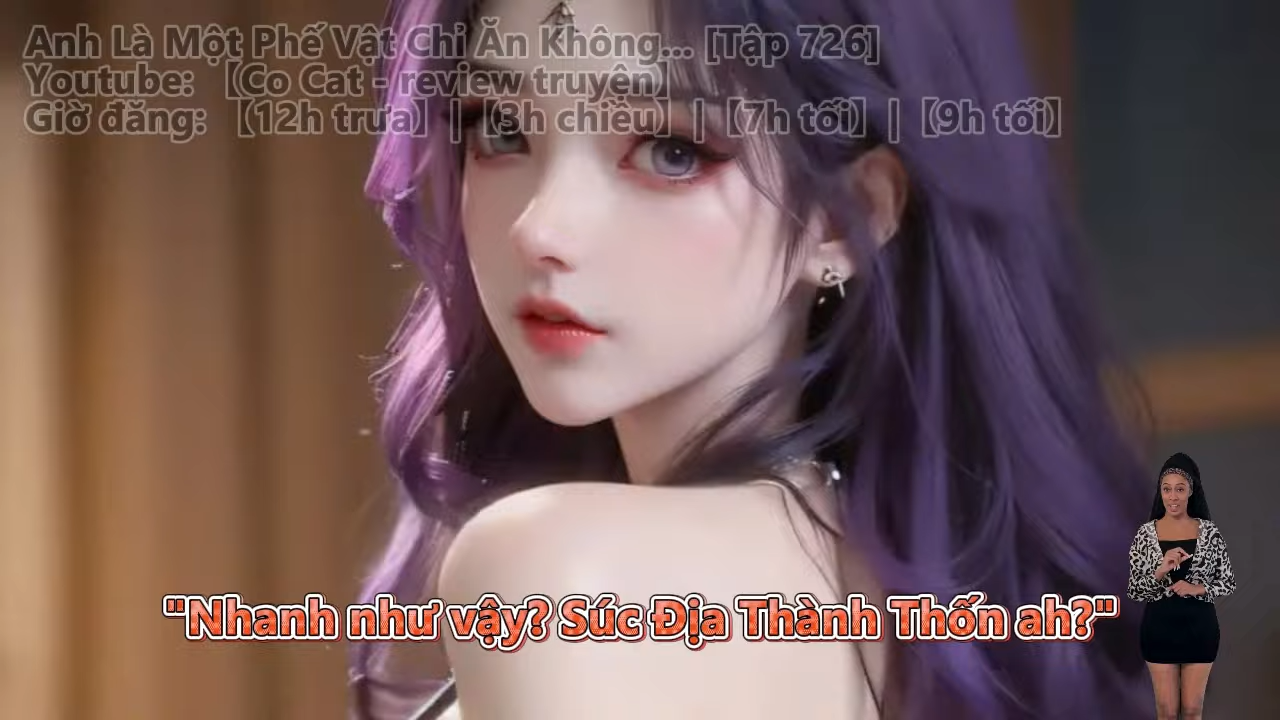 Anh Là Một Phế Vật Chỉ Ăn Không... [Tập 726]
Youtube: 【Co Cat - review truyện】
Giờ đăng: 【12h trưa】 | 【3h chiều】 | 【7h tối】 | 【9h tối】
"Nhanh như vậy? Súc Địa Thành Thốn ah?"